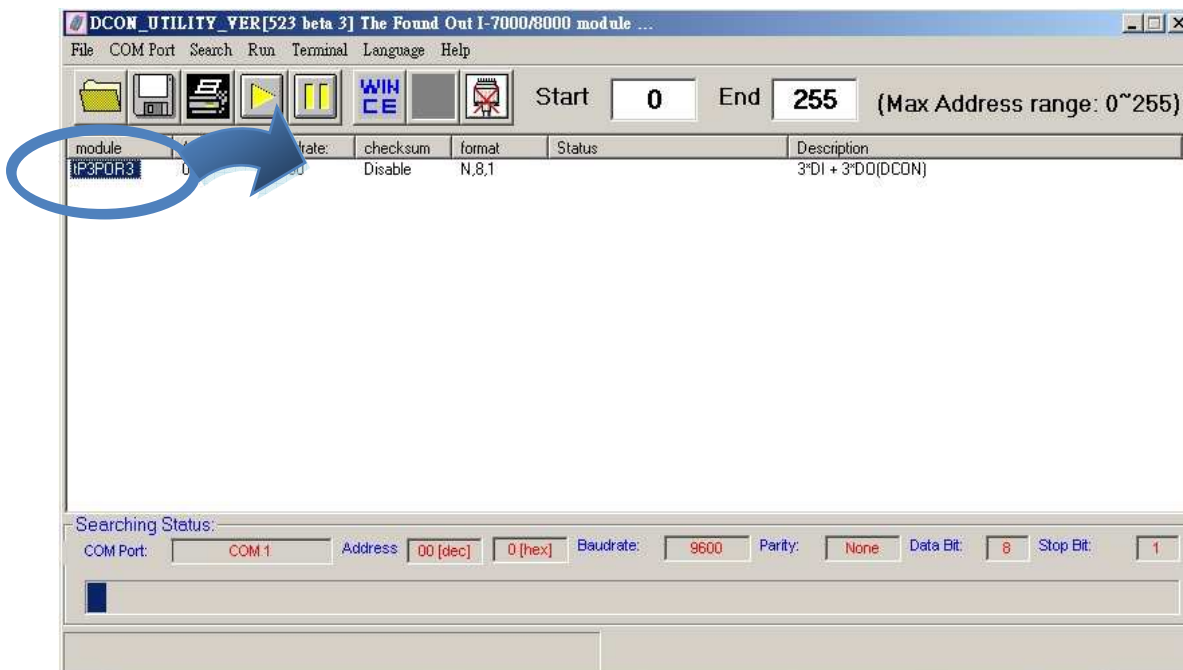 DCON_UTILITY_VER[523 beta 3] The Found Out I-7000/8000 module ...
File COM Port Search Run Terminal Language Help
WIN CE Start 0 End 255 (Max Address range: 0~255)
module checksum format Status Description
tP3POR3 Disable N,8,1 3*DI + 3*DO(DCON)
Searching Status:
COM Port: COM 1 Address 00 [dec] 0 [hex] Baudrate: 9600 Parity: None Data Bit: 8 Stop Bit: 1